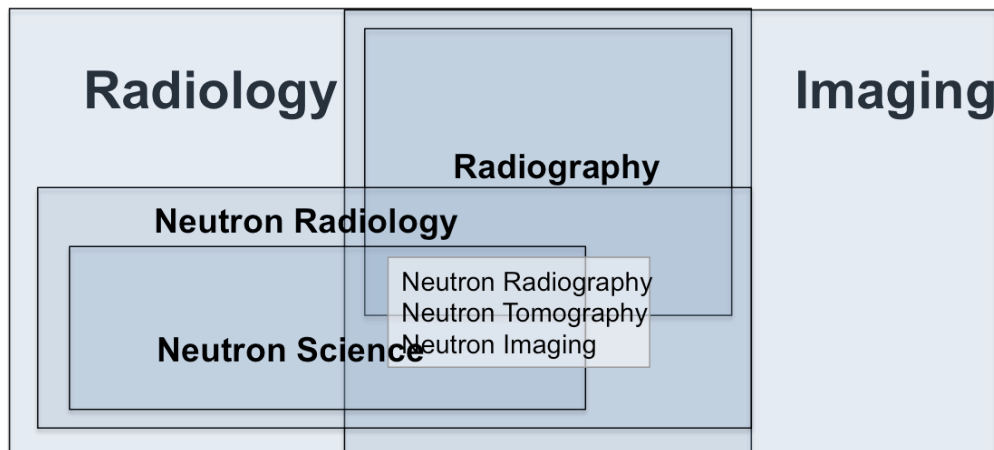 Radiology
Imaging
Radiography
Neutron Radiology
Neutron Radiography
Neutron Tomography
Neutron Imaging
Neutron Science